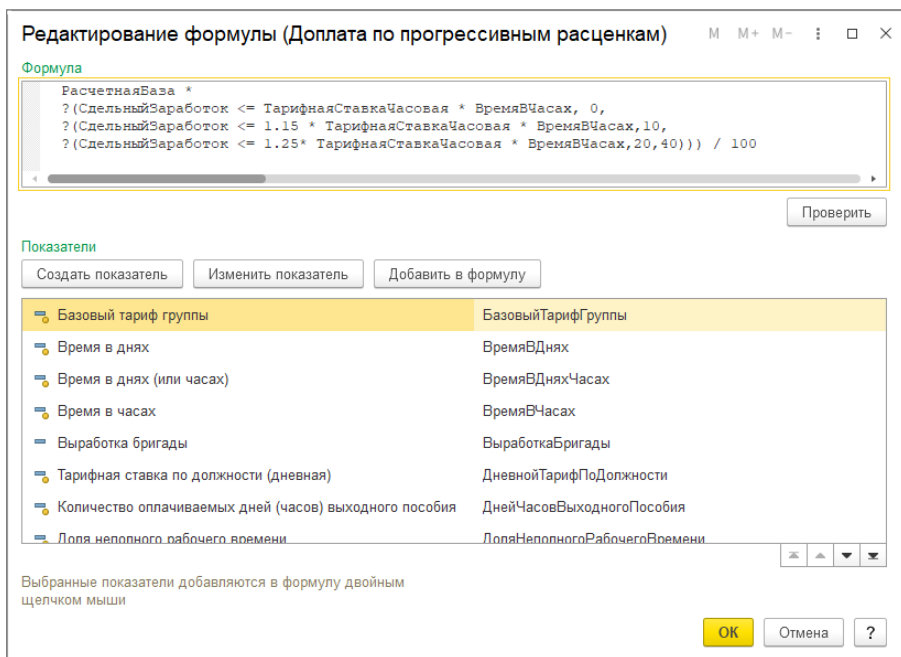 Редактирование формулы (Доплата по прогрессивным расценкам) M M+ M-
Формула
РасчетнаяБаза *
?(СдельныйЗаработок <= ТарифнаяСтавкаЧасовая * ВремяВЧасах, 0,
?(СдельныйЗаработок <= 1.15 * ТарифнаяСтавкаЧасовая * ВремяВЧасах,10,
?(СдельныйЗаработок <= 1.25* ТарифнаяСтавкаЧасовая * ВремяВЧасах,20,40))) / 100
Проверить
Показатели
Создать показатель Изменить показатель Добавить в формулу
Базовый тариф группы БазовыйТарифГруппы
Время в днях ВремяВДнях
Время в днях (или часах) ВремяВДняхЧасах
Время в часах ВремяВЧасах
Выработка бригады ВыработкаБригады
Тарифная ставка по должности (дневная) ДневнойТарифПоДолжности
Количество оплачиваемых дней (часов) выходного пособия ДнейЧасовВыходногоПособия
Доля неполного рабочего времени ДоляНеполногоРабочегоВремени
Выбранные показатели добавляются в формулу двойным
щелчком мыши
ОК Отмена ?